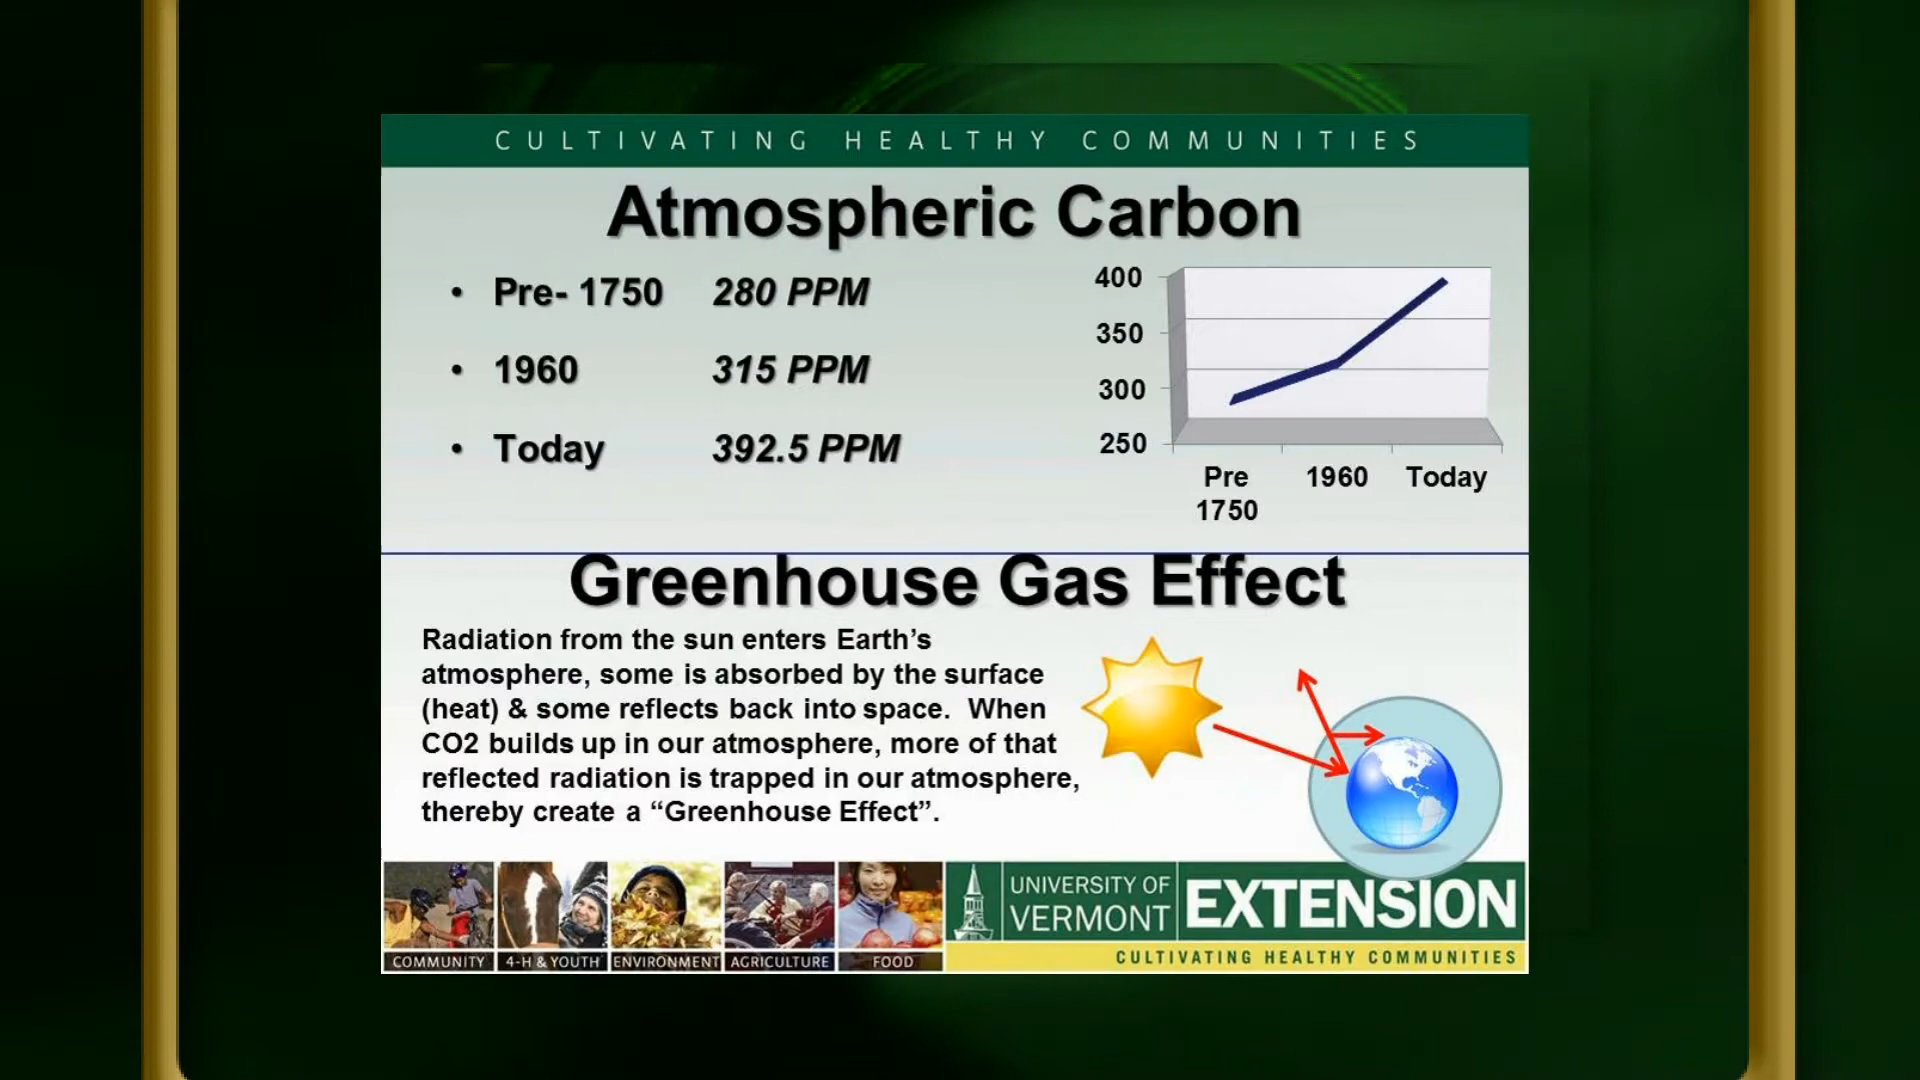 CULTIVATING HEALTHY COMMUNITIES
Atmospheric Carbon
• Pre- 1750 280 PPM
• 1960 315 PPM
• Today 392.5 PPM
400
350
300
250
Pre 1750
1960
Today
Greenhouse Gas Effect
Radiation from the sun enters Earth’s
atmosphere, some is absorbed by the surface
(heat) & some reflects back into space. When
CO2 builds up in our atmosphere, more of that
reflected radiation is trapped in our atmosphere,
thereby create a “Greenhouse Effect”.
COMMUNITY
4-H & YOUTH
ENVIRONMENT
AGRICULTURE
FOOD
UNIVERSITY OF
VERMONT
EXTENSION
CULTIVATING HEALTHY COMMUNITIES